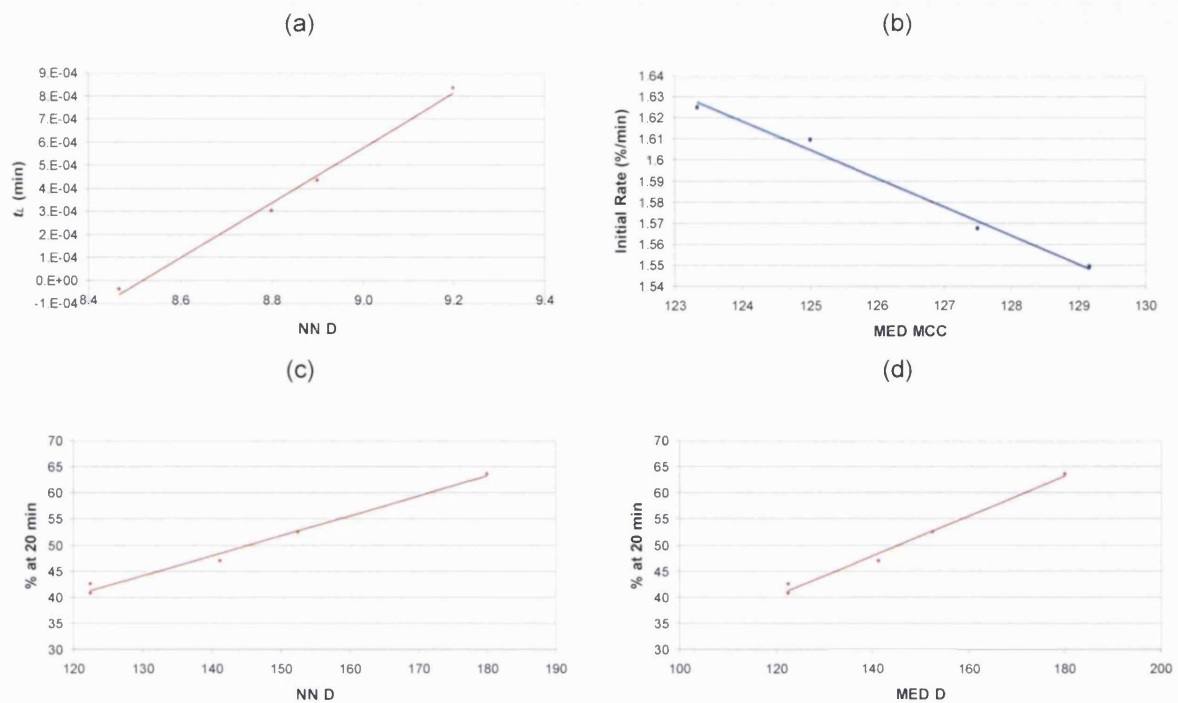 (a)
9.E-04
8.E-04
7.E-04
6.E-04
5.E-04
4.E-04
3.E-04
2.E-04
1.E-04
0.E+00
-1.E-04
8.4 8.6 8.8 9.0 9.2 9.4
tL (min)
NN D
(b)
1.64
1.63
1.62
1.61
1.6
1.59
1.58
1.57
1.56
1.55
1.54
123 124 125 126 127 128 129 130
Initial Rate (%/min)
MED MCC
(c)
70
65
60
55
50
45
40
35
30
120 130 140 150 160 170 180 190
% at 20 min
NN D
(d)
70
65
60
55
50
45
40
35
30
100 120 140 160 180 200
% at 20 min
MED D